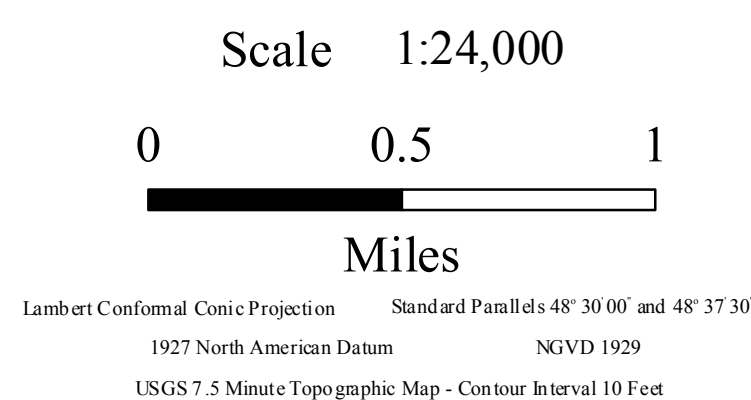 Scale 1:24,000
0 0.5 1
Miles
Lambert Conformal Conic Projection Standard Parallels 48° 30' 00" and 48° 37' 30"
1927 North American Datum NGVD 1929
USGS 7.5 Minute Topographic Map - Contour Interval 10 Feet